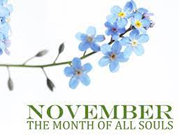 NOVEMBER
THE MONTH OF ALL SOULS